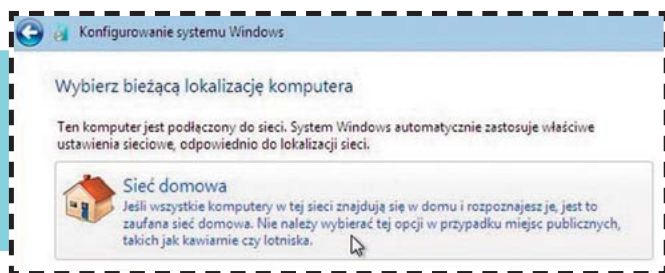 Konfigurowanie systemu Windows
Wybierz bieżącą lokalizację komputera
Ten komputer jest podłączony do sieci. System Windows automatycznie zastosuje właściwe
ustawienia sieciowe, odpowiednio do lokalizacji sieci.
Sieć domowa
Jeśli wszystkie komputery w tej sieci znajdują się w domu i rozpoznajesz je, jest to
zaufana sieć domowa. Nie należy wybierać tej opcji w przypadku miejsc publicznych,
takich jak kawiarnie czy lotniska.